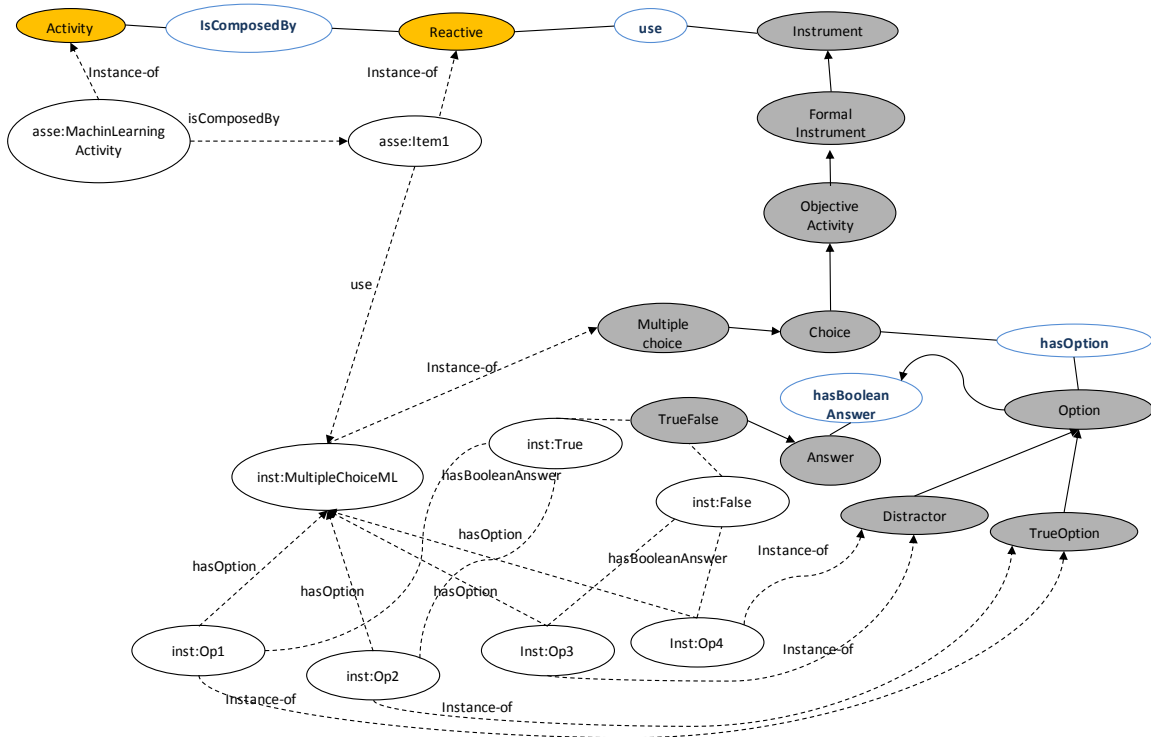 Activity
IsComposedBy
Reactive
use
Instrument
Instance-of
Instance-of
Formal
Instrument
isComposedBy
asse:MachinLearning
Activity
asse:Item1
Objective
Activity
use
Multiple
choice
Choice
hasOption
Instance-of
hasBoolean
Answer
Option
TrueFalse
inst:True
Answer
inst:MultipleChoiceML
hasBooleanAnswer
inst:False
Distractor
TrueOption
hasOption
hasBooleanAnswer
Instance-of
hasOption
hasOption
hasOption
inst:Op1
inst:Op2
Inst:Op3
Inst:Op4
Instance-of
Instance-of
Instance-of